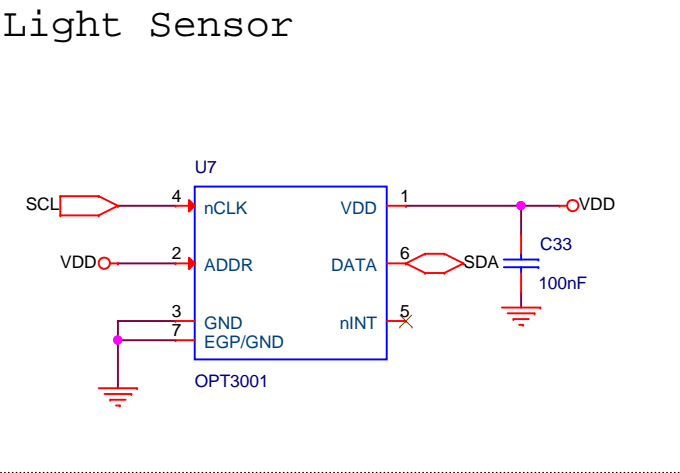 Light Sensor
U7
SCL 4 nCLK VDD 1 VDD
VDD 2 ADDR DATA 6 SDA C33
100nF
3 GND nINT 5
7 EGP/GND
OPT3001